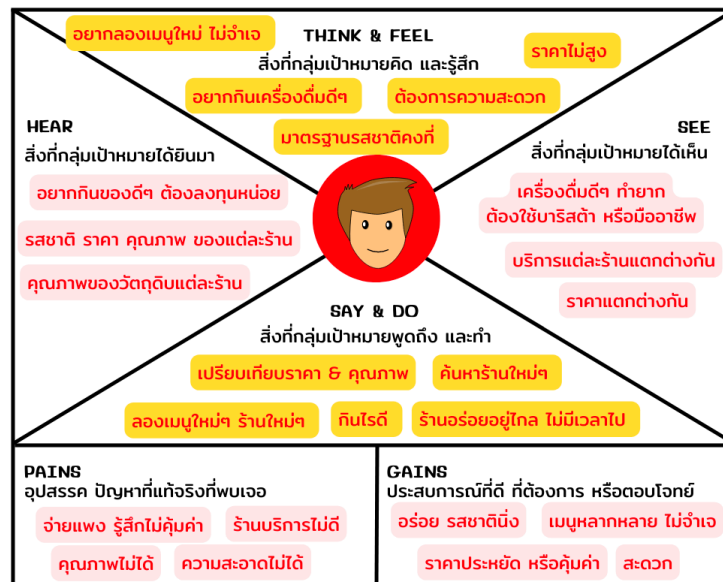 อยากลองเมนูใหม่ ไม่จำเจ
THINK & FEEL
สิ่งที่กลุ่มเป้าหมายคิด และรู้สึก
ราคาไม่สูง
อยากกินเครื่องดื่มดีๆ
ต้องการความสะดวก
มาตรฐานรสชาติคงที่
HEAR
สิ่งที่กลุ่มเป้าหมายได้ยินมา
อยากกินของดีๆ ต้องลงทุนหน่อย
รสชาติ ราคา คุณภาพ ของแต่ละร้าน
คุณภาพของวัตถุดิบแต่ละร้าน
SEE
สิ่งที่กลุ่มเป้าหมายได้เห็น
เครื่องดื่มดีๆ ทำยาก
ต้องใช้บาริสต้า หรือมืออาชีพ
บริการแต่ละร้านแตกต่างกัน
ราคาแตกต่างกัน
SAY & DO
สิ่งที่กลุ่มเป้าหมายพูดถึง และทำ
เปรียบเทียบราคา & คุณภาพ
ค้นหาร้านใหม่ๆ
ลองเมนูใหม่ๆ ร้านใหม่ๆ
กินไรดี
ร้านอร่อยอยู่ไกล ไม่มีเวลาไป
PAINS
อุปสรรค ปัญหาที่แท้จริงที่พบเจอ
จ่ายแพง รู้สึกไม่คุ้มค่า
ร้านบริการไม่ดี
คุณภาพไม่ได้
ความสะอาดไม่ได้
GAINS
ประสบการณ์ที่ดี ที่ต้องการ หรือตอบโจทย์
อร่อย รสชาตินิ่ง
เมนูหลากหลาย ไม่จำเจ
ราคาประหยัด หรือคุ้มค่า
สะดวก